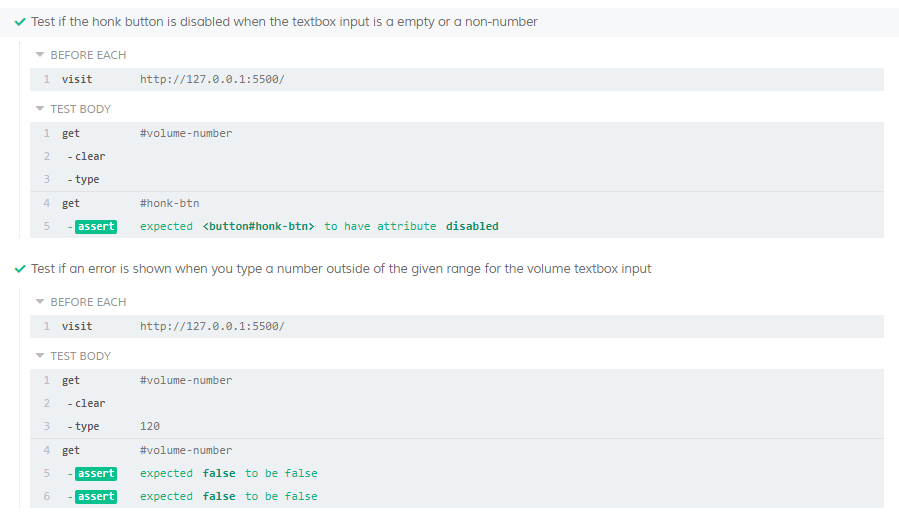 Test if the honk button is disabled when the textbox input is a empty or a non-number
BEFORE EACH
1 visit http://127.0.0.1:5500/
TEST BODY
1 get #volume-number
2 -clear
3 -type
4 get #honk-btn
5 -assert expected <button#honk-btn> to have attribute disabled
Test if an error is shown when you type a number outside of the given range for the volume textbox input
BEFORE EACH
1 visit http://127.0.0.1:5500/
TEST BODY
1 get #volume-number
2 -clear
3 -type 120
4 get #volume-number
5 -assert expected false to be false
6 -assert expected false to be false